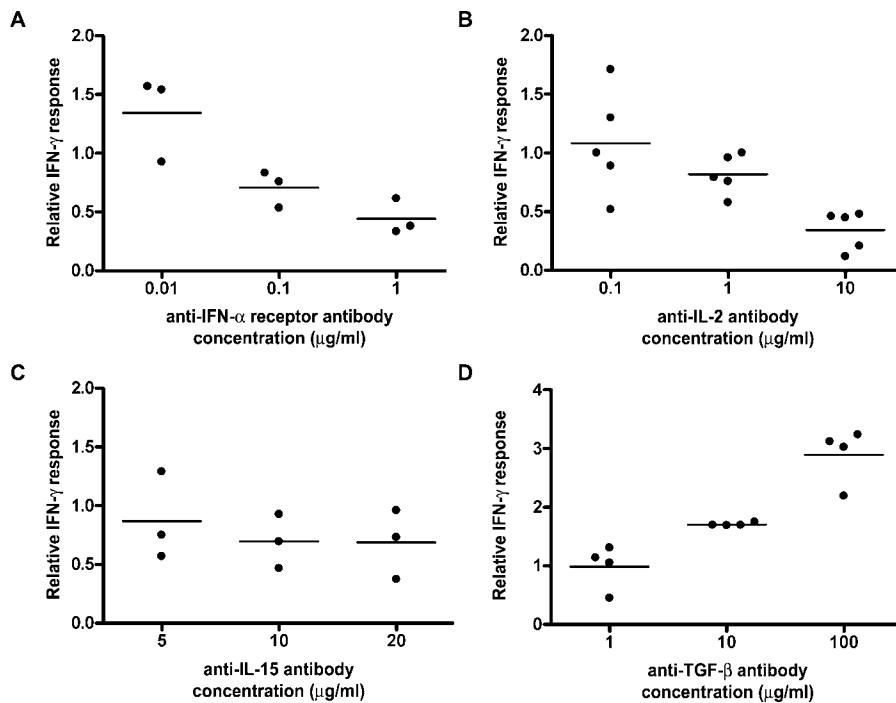 A
Relative IFN-γ response
2.0
1.5
1.0
0.5
0.0
0.01 0.1 1
anti-IFN-α receptor antibody
concentration (μg/ml)
B
Relative IFN-γ response
2.0
1.5
1.0
0.5
0.0
0.1 1 10
anti-IL-2 antibody
concentration (μg/ml)
C
Relative IFN-γ response
2.0
1.5
1.0
0.5
0.0
5 10 20
anti-IL-15 antibody
concentration (μg/ml)
D
Relative IFN-γ response
4
3
2
1
0
1 10 100
anti-TGF-β antibody
concentration (μg/ml)